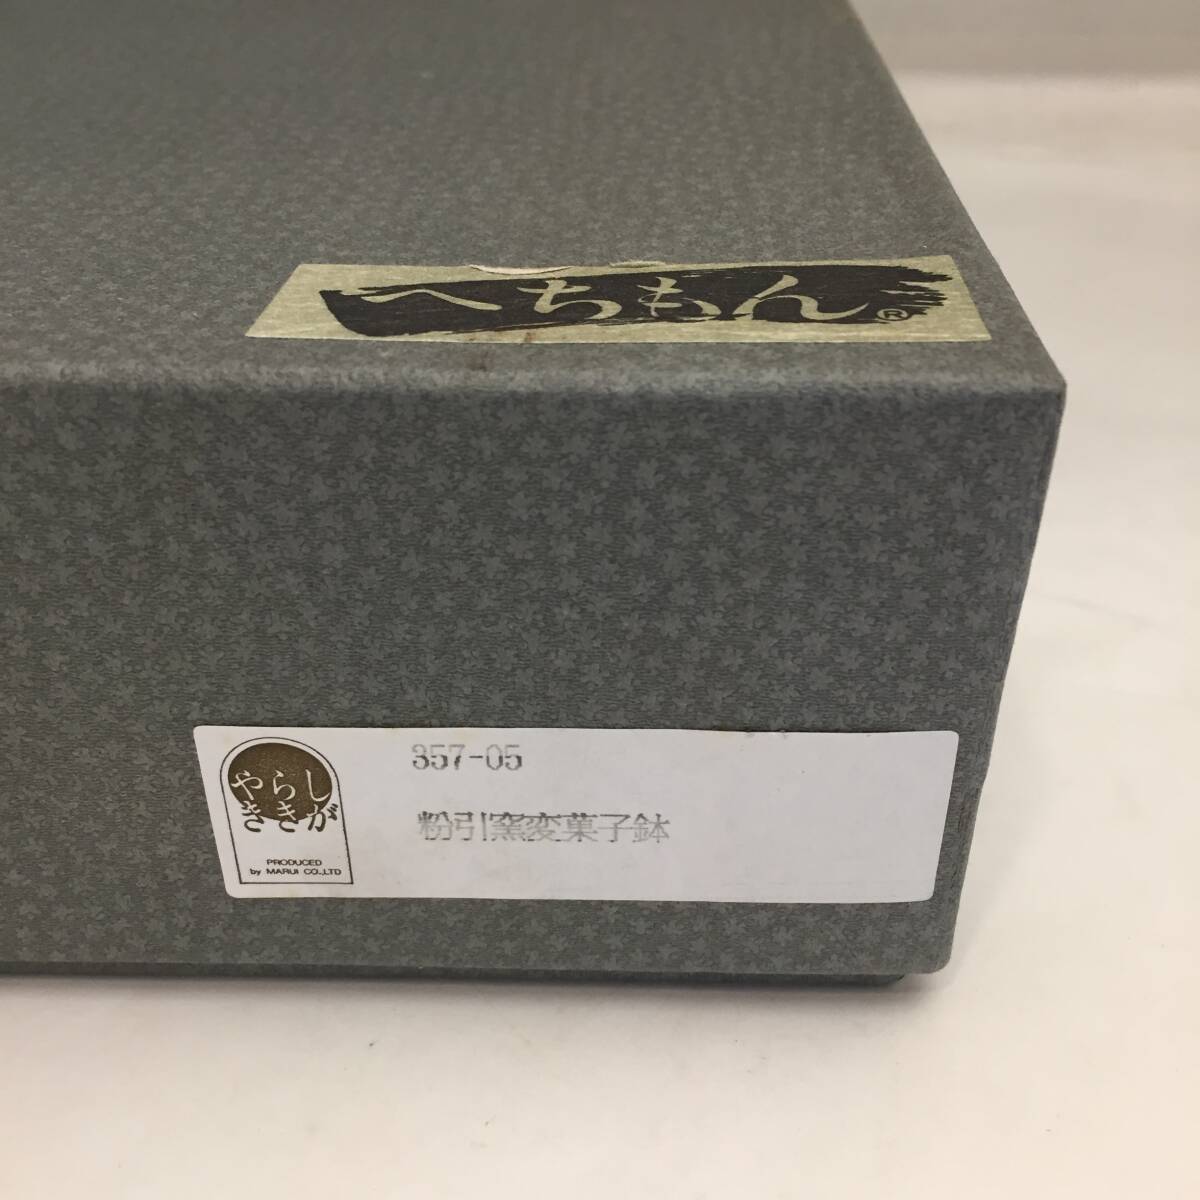 へちもん®
357-05
粉引窯変菓子鉢
しが
らき
やき
PRODUCED
by MARUI CO.,LTD